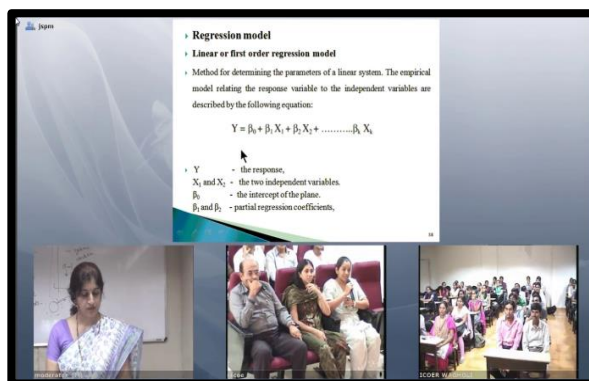 jspm
Regression model
Linear or first order regression model
Method for determining the parameters of a linear system. The empirical
model relating the response variable to the independent variables are
described by the following equation:
Y = β₀ + β₁ X₁ + β₂ X₂ + ………..βₖ Xₖ
Y - the response,
X₁ and X₂ - the two independent variables.
β₀ - the intercept of the plane.
β₁ and β₂ - partial regression coefficients,
moderator
ICOER WAGHOLI